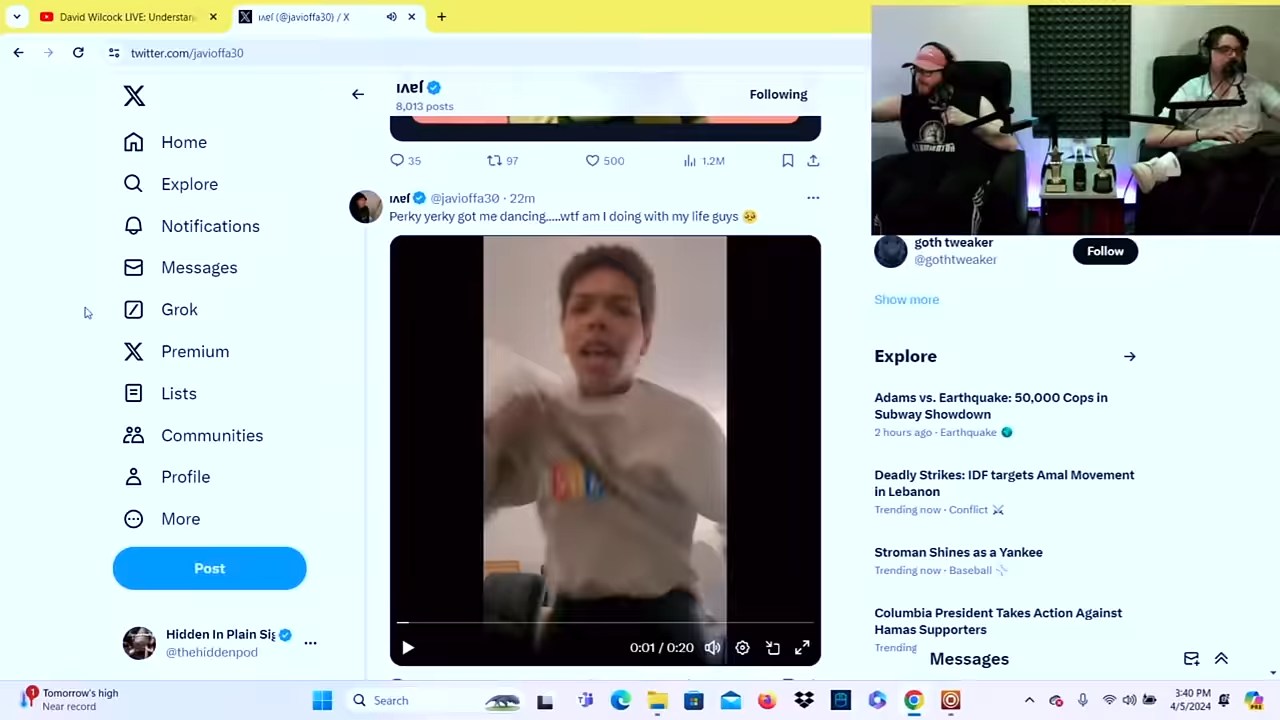 David Wilcock LIVE: Understan
ɿʌɐſ (@javioffa30) / X
twitter.com/javioffa30
ɿʌɐſ
8,013 posts
Following
Home
Explore
Notifications
Messages
Grok
Premium
Lists
Communities
Profile
More
Post
Hidden In Plain Sig
@thehiddenpod
35 97 500 1.2M
ɿʌɐſ @javioffa30 · 22m
Perky yerky got me dancing.....wtf am I doing with my life guys 🥺
0:01 / 0:20
goth tweaker
@gothtweaker
Follow
Show more
Explore
Adams vs. Earthquake: 50,000 Cops in
Subway Showdown
2 hours ago · Earthquake
Deadly Strikes: IDF targets Amal Movement
in Lebanon
Trending now · Conflict
Stroman Shines as a Yankee
Trending now · Baseball
Columbia President Takes Action Against
Hamas Supporters
Trending
Messages
1
Tomorrow's high
Near record
Search
3:40 PM
4/5/2024